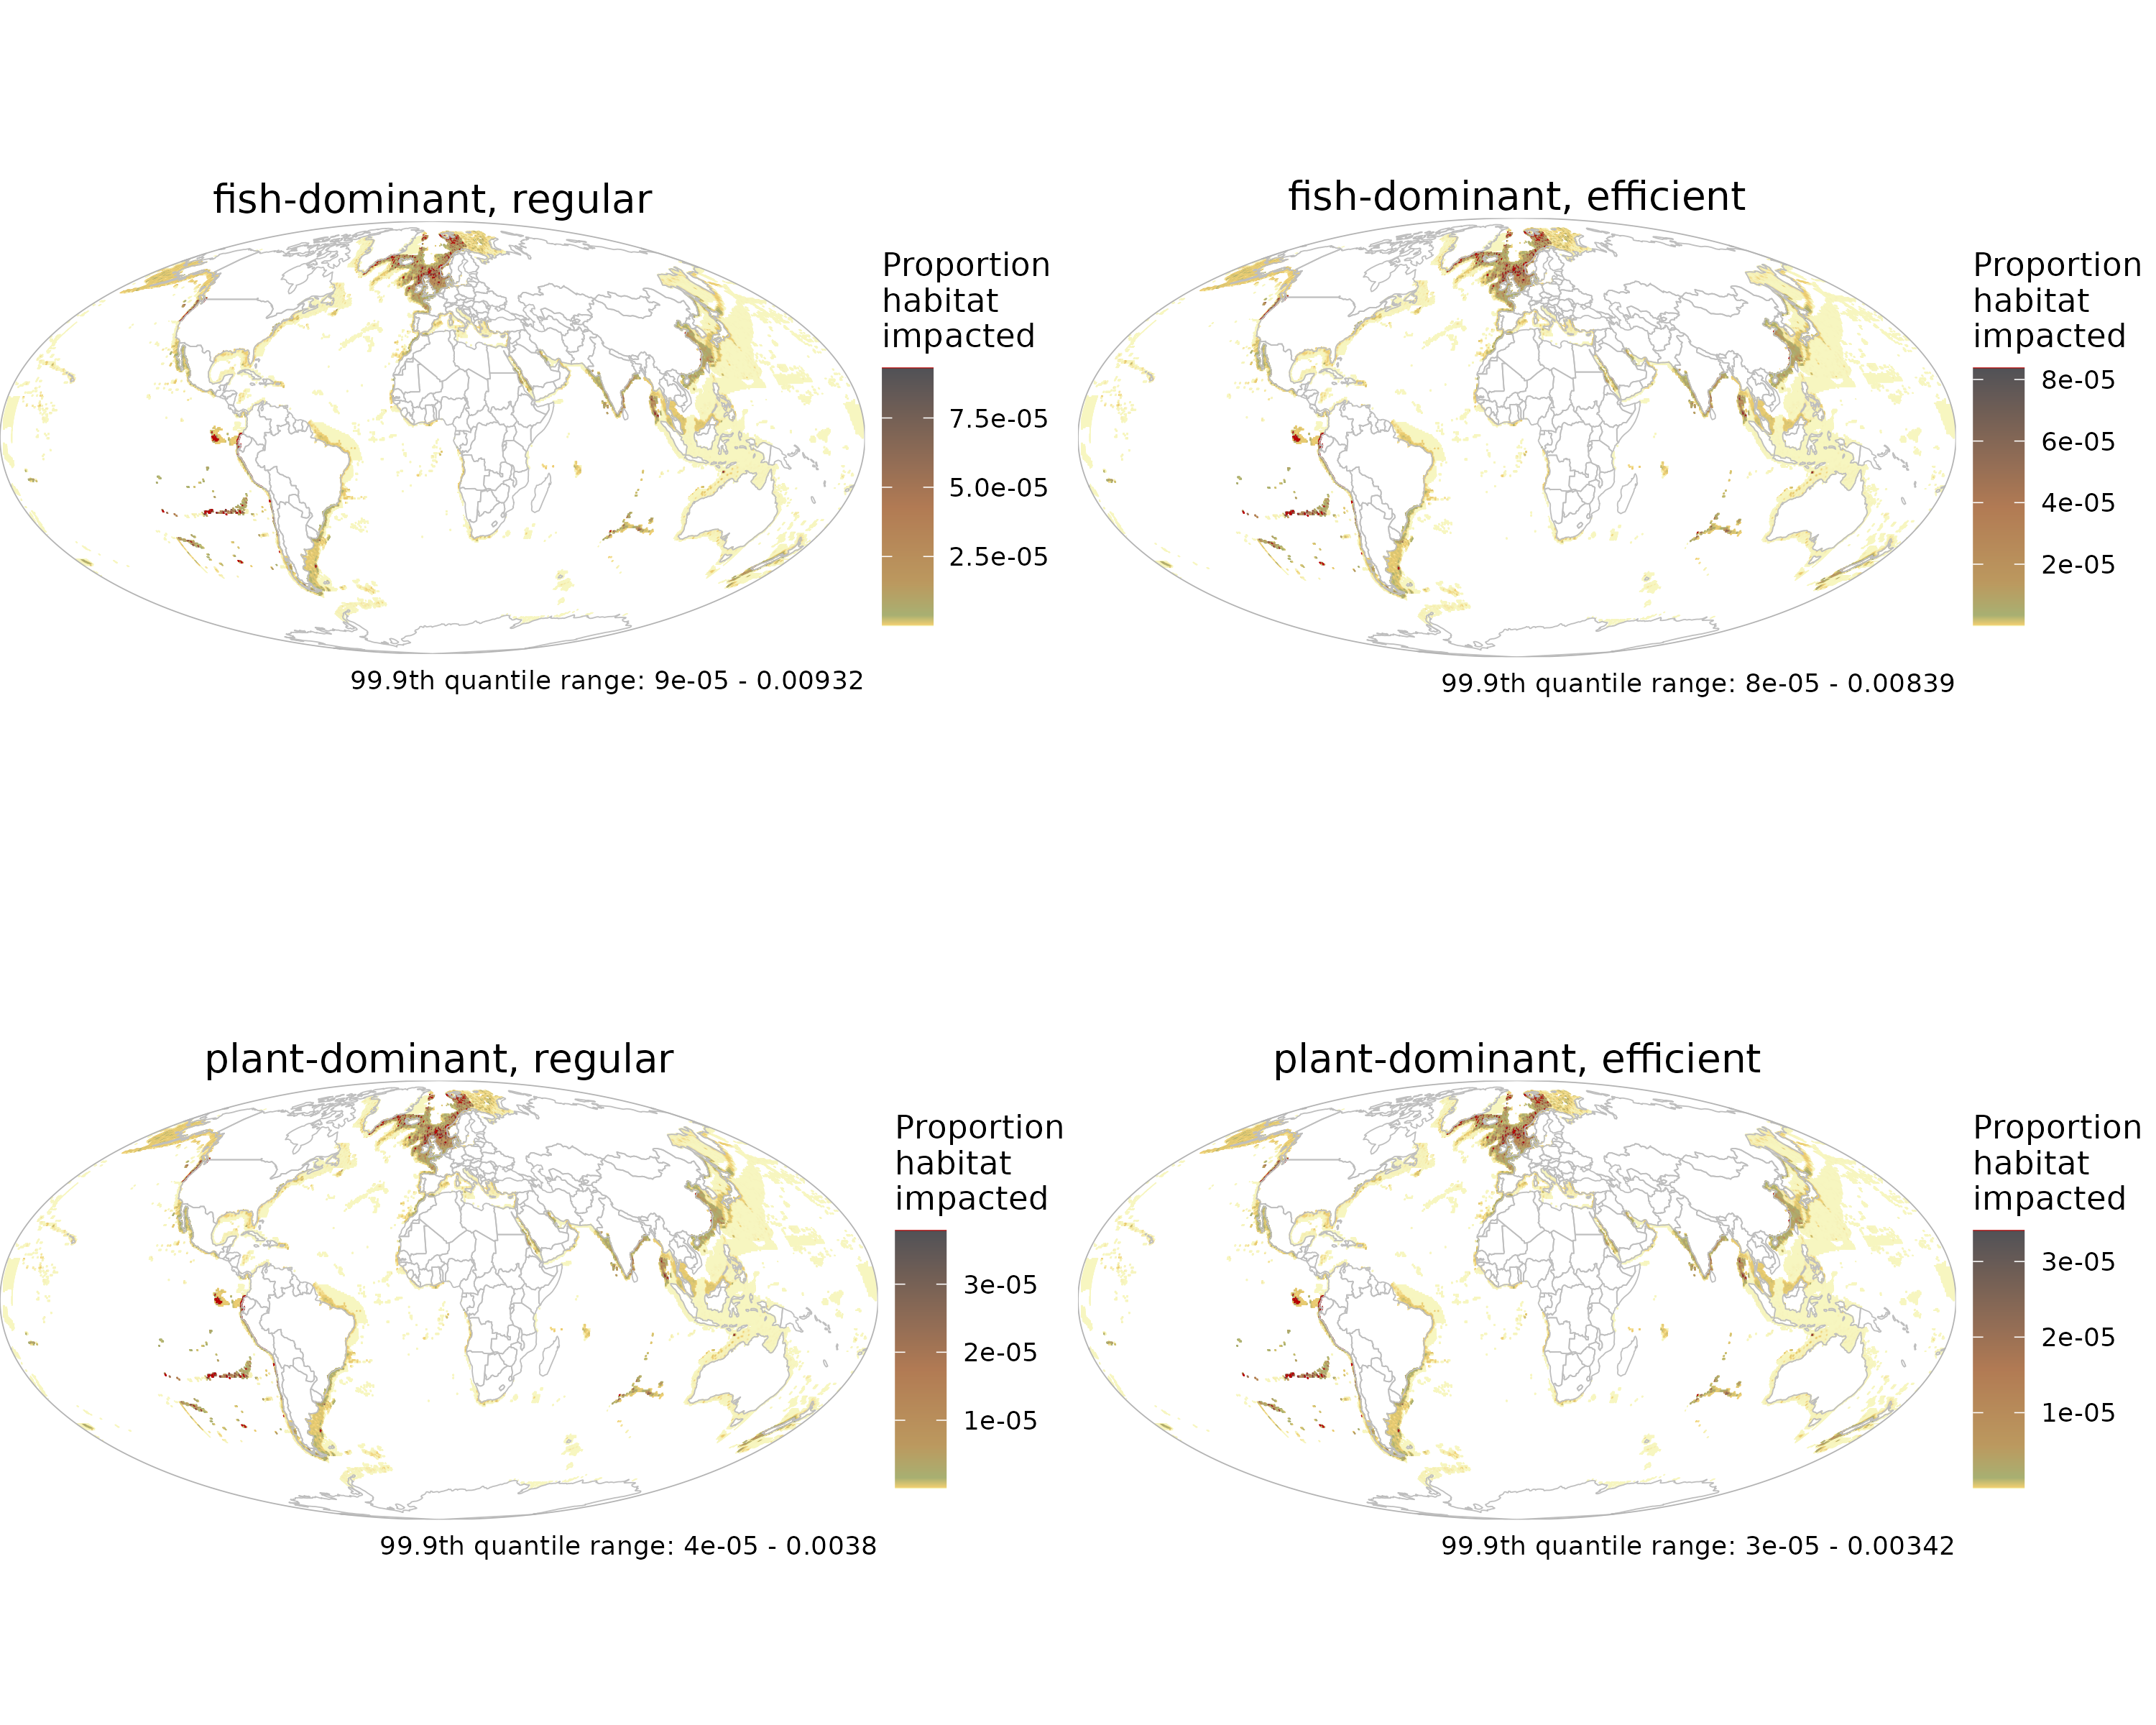 fish-dominant, regular
Proportion
habitat
impacted
7.5e-05
5.0e-05
2.5e-05
99.9th quantile range: 9e-05 - 0.00932
fish-dominant, efficient
Proportion
habitat
impacted
8e-05
6e-05
4e-05
2e-05
99.9th quantile range: 8e-05 - 0.00839
plant-dominant, regular
Proportion
habitat
impacted
3e-05
2e-05
1e-05
99.9th quantile range: 4e-05 - 0.0038
plant-dominant, efficient
Proportion
habitat
impacted
3e-05
2e-05
1e-05
99.9th quantile range: 3e-05 - 0.00342